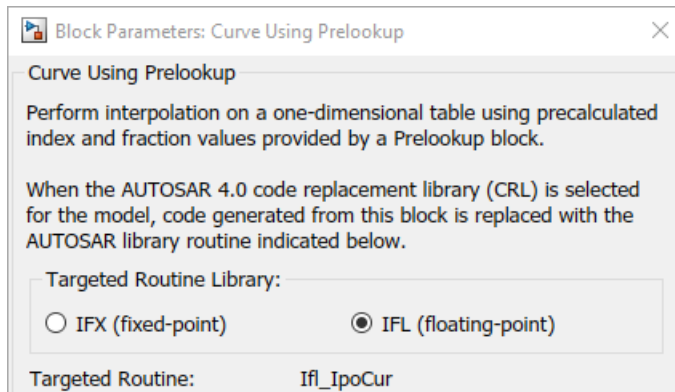 Block Parameters: Curve Using Prelookup
Curve Using Prelookup
Perform interpolation on a one-dimensional table using precalculated
index and fraction values provided by a Prelookup block.
When the AUTOSAR 4.0 code replacement library (CRL) is selected
for the model, code generated from this block is replaced with the
AUTOSAR library routine indicated below.
Targeted Routine Library:
IFX (fixed-point) IFL (floating-point)
Targeted Routine: Ifl_IpoCur